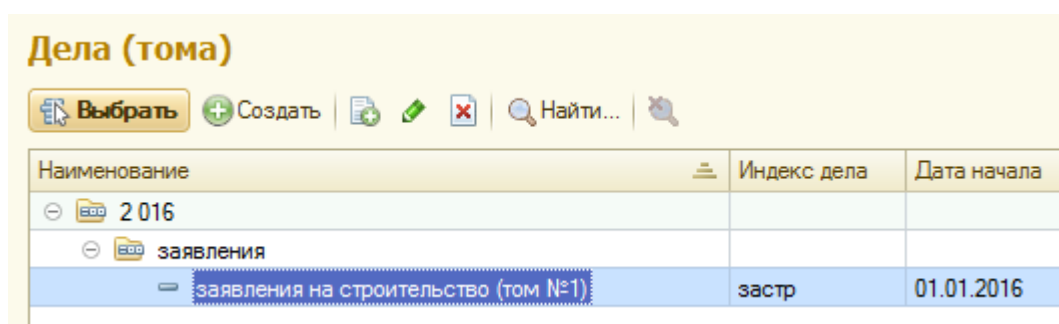 Дела (тома)
Выбрать Создать Найти...
Наименование Индекс дела Дата начала
2 016
заявления
заявления на строительство (том №1) застр 01.01.2016